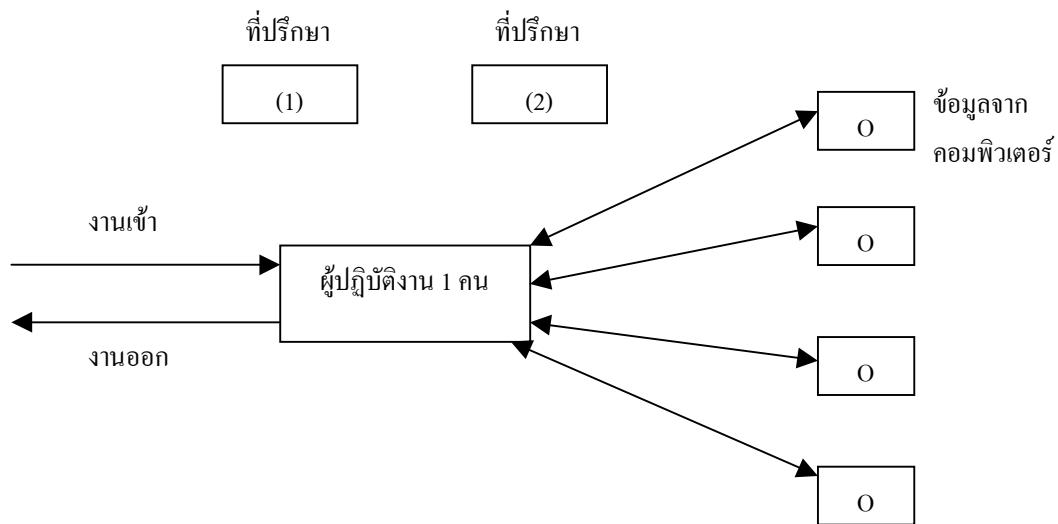 ที่ปรึกษา
ที่ปรึกษา
(1)
(2)
O
ข้อมูลจาก
คอมพิวเตอร์
งานเข้า
O
ผู้ปฏิบัติงาน 1 คน
งานออก
O
O